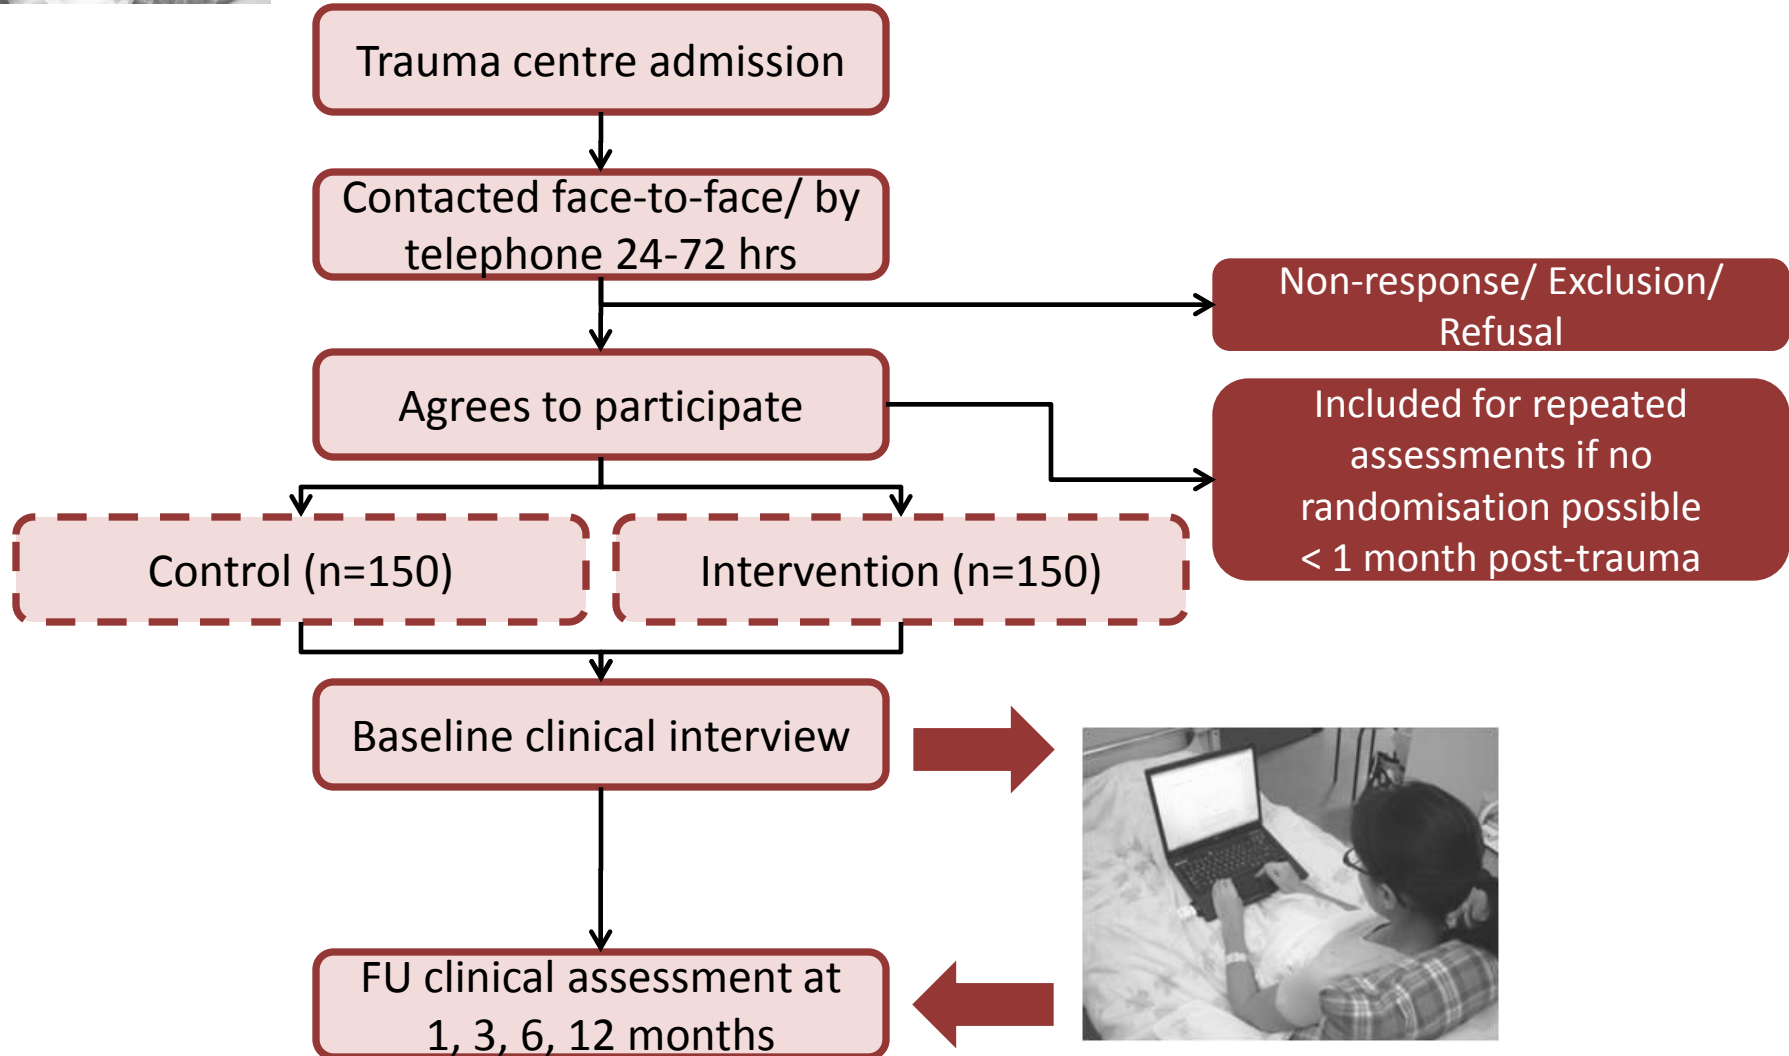 Trauma centre admission
Contacted face-to-face/ by
telephone 24-72 hrs
Non-response/ Exclusion/
Refusal
Agrees to participate
Included for repeated
assessments if no
randomisation possible
< 1 month post-trauma
Control (n=150)
Intervention (n=150)
Baseline clinical interview
FU clinical assessment at
1, 3, 6, 12 months